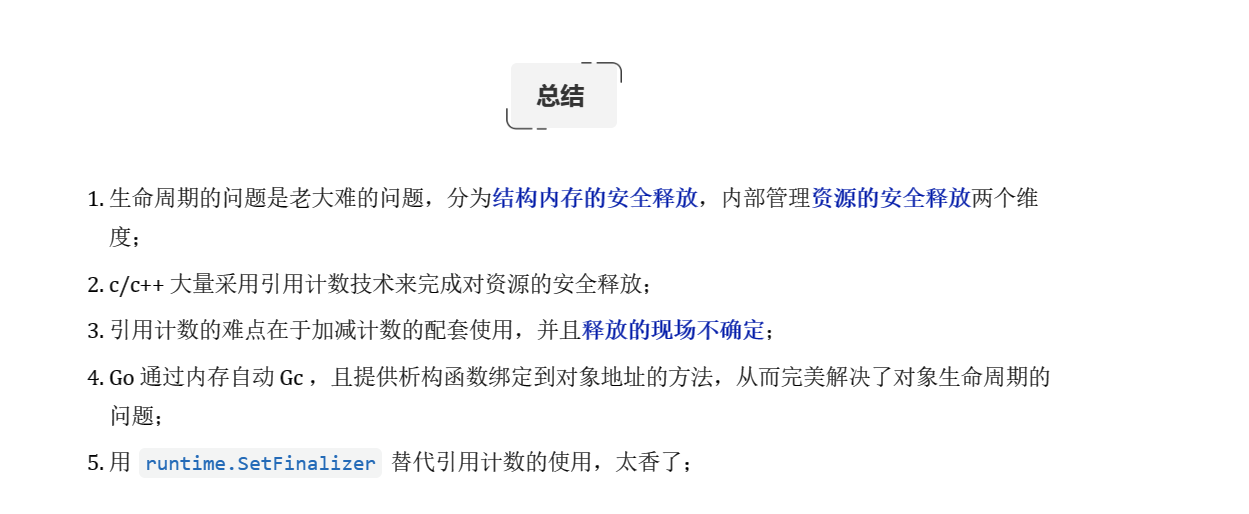 总结
1. 生命周期的问题是老大难的问题，分为结构内存的安全释放，内部管理资源的安全释放两个维
度；
2. c/c++ 大量采用引用计数技术来完成对资源的安全释放；
3. 引用计数的难点在于加减计数的配套使用，并且释放的现场不确定；
4. Go 通过内存自动 Gc ，且提供析构函数绑定到对象地址的方法，从而完美解决了对象生命周期的
问题；
5. 用 runtime.SetFinalizer 替代引用计数的使用，太香了；